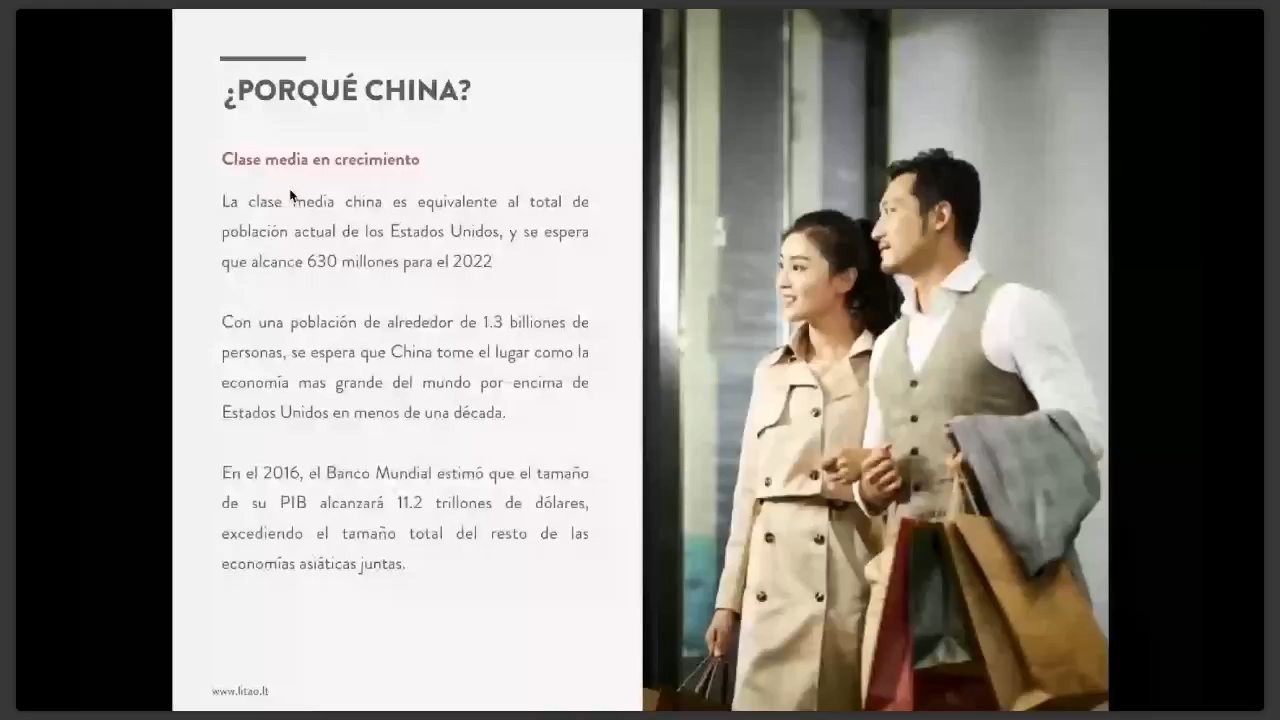 ¿PORQUÉ CHINA?
Clase media en crecimiento
La clase media china es equivalente al total de
población actual de los Estados Unidos, y se espera
que alcance 630 millones para el 2022
Con una población de alrededor de 1.3 billiones de
personas, se espera que China tome el lugar como la
economía mas grande del mundo por encima de
Estados Unidos en menos de una década.
En el 2016, el Banco Mundial estimó que el tamaño
de su PIB alcanzará 11.2 trillones de dólares,
excediendo el tamaño total del resto de las
economías asiáticas juntas.
www.litao.lt